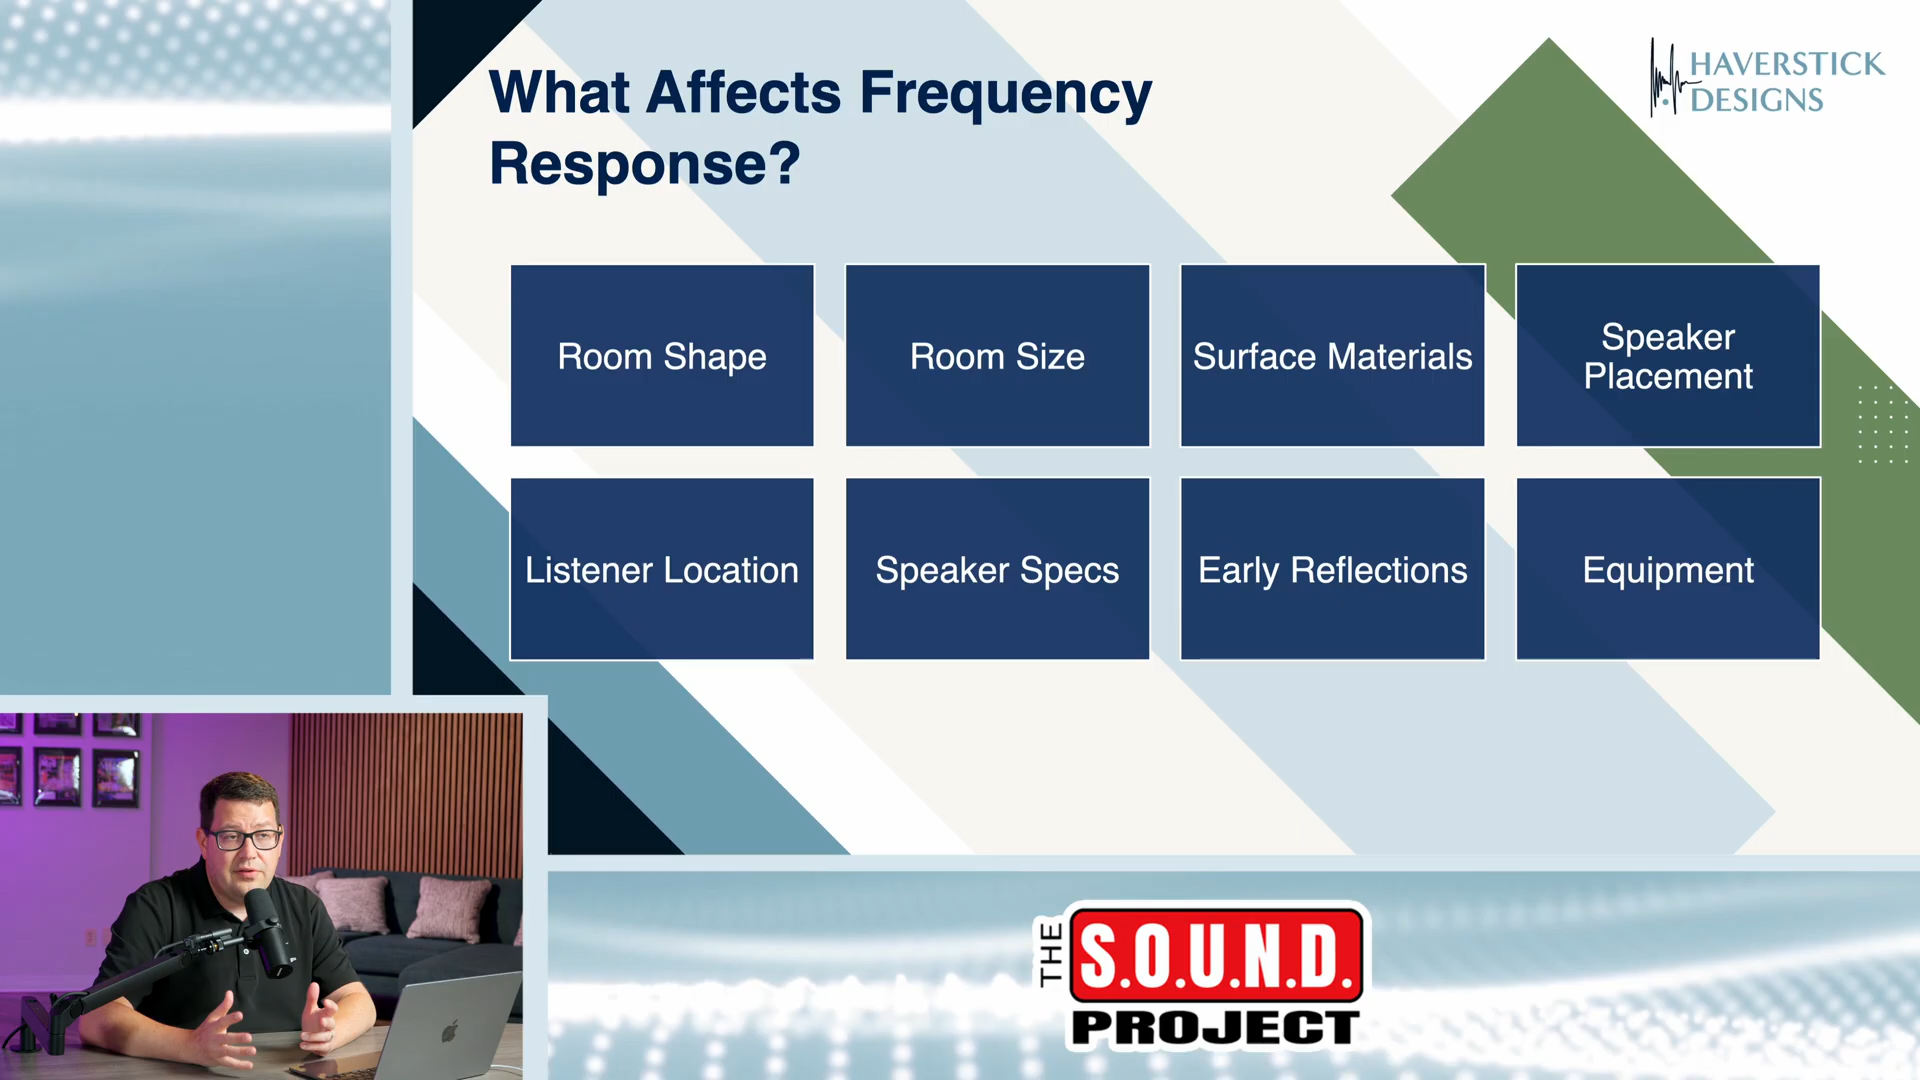 What Affects Frequency
Response?
HAVERSTICK
DESIGNS
Room Shape
Room Size
Surface Materials
Speaker
Placement
Listener Location
Speaker Specs
Early Reflections
Equipment
THE
S.O.U.N.D.
PROJECT